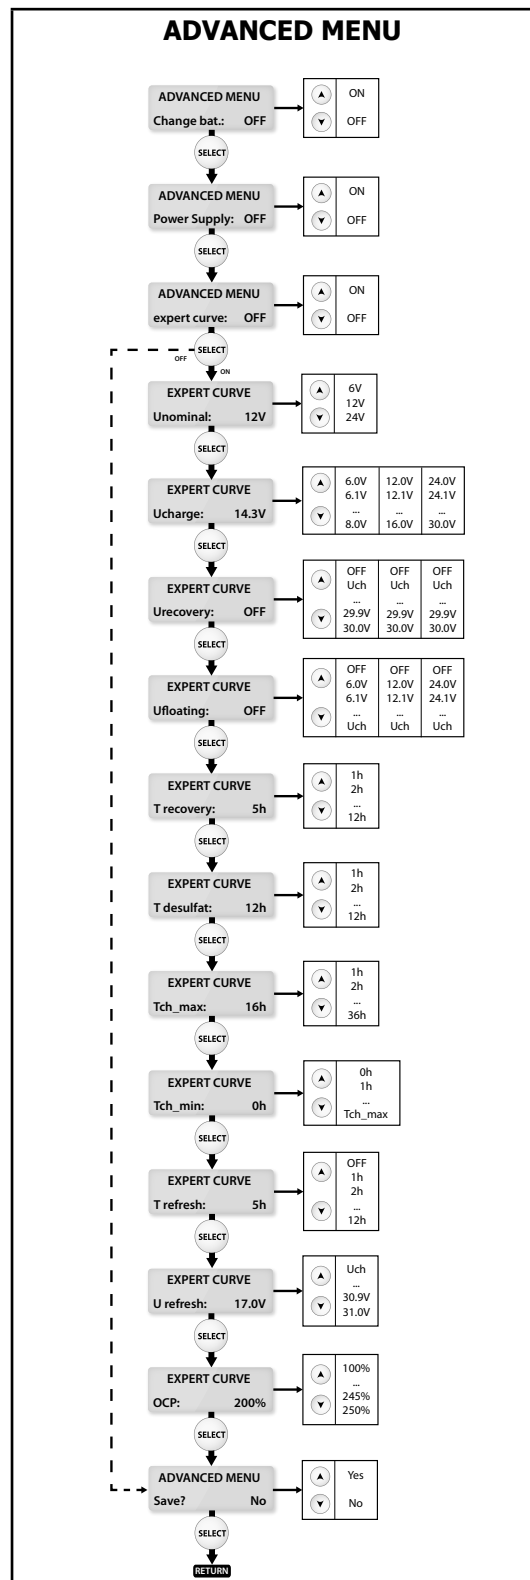 ADVANCED MENU
ADVANCED MENU
Change bat.: OFF
ON
OFF
SELECT
ADVANCED MENU
Power Supply: OFF
ON
OFF
SELECT
ADVANCED MENU
expert curve: OFF
ON
OFF
SELECT
OFF
ON
EXPERT CURVE
Unominal: 12V
6V
12V
24V
SELECT
EXPERT CURVE
Ucharge: 14.3V
6.0V 12.0V 24.0V
6.1V 12.1V 24.1V
... ... ...
8.0V 16.0V 30.0V
SELECT
EXPERT CURVE
Urecovery: OFF
OFF OFF OFF
Uch Uch Uch
... ... ...
29.9V 29.9V 29.9V
30.0V 30.0V 30.0V
SELECT
EXPERT CURVE
Ufloating: OFF
OFF OFF OFF
6.0V 12.0V 24.0V
6.1V 12.1V 24.1V
... ... ...
Uch Uch Uch
SELECT
EXPERT CURVE
T recovery: 5h
1h
2h
...
12h
SELECT
EXPERT CURVE
T desulfat: 12h
1h
2h
...
12h
SELECT
EXPERT CURVE
Tch_max: 16h
1h
2h
...
36h
SELECT
EXPERT CURVE
Tch_min: 0h
0h
1h
...
Tch_max
SELECT
EXPERT CURVE
T refresh: 5h
OFF
1h
2h
...
12h
SELECT
EXPERT CURVE
U refresh: 17.0V
Uch
...
30.9V
31.0V
SELECT
EXPERT CURVE
OCP: 200%
100%
...
245%
250%
SELECT
ADVANCED MENU
Save? No
Yes
No
SELECT
RETURN